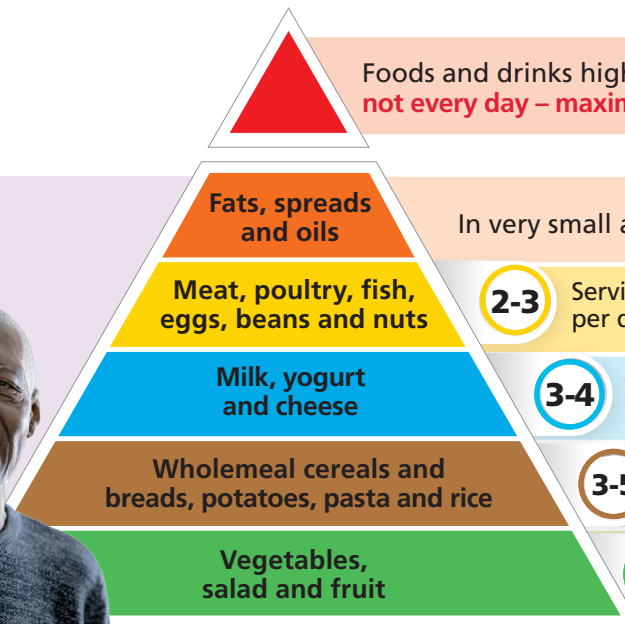 Foods and drinks high
not every day – maxim
Fats, spreads
and oils
In very small a
Meat, poultry, fish,
eggs, beans and nuts
2-3
Servi
per d
Milk, yogurt
and cheese
3-4
Wholemeal cereals and
breads, potatoes, pasta and rice
3-5
Vegetables,
salad and fruit